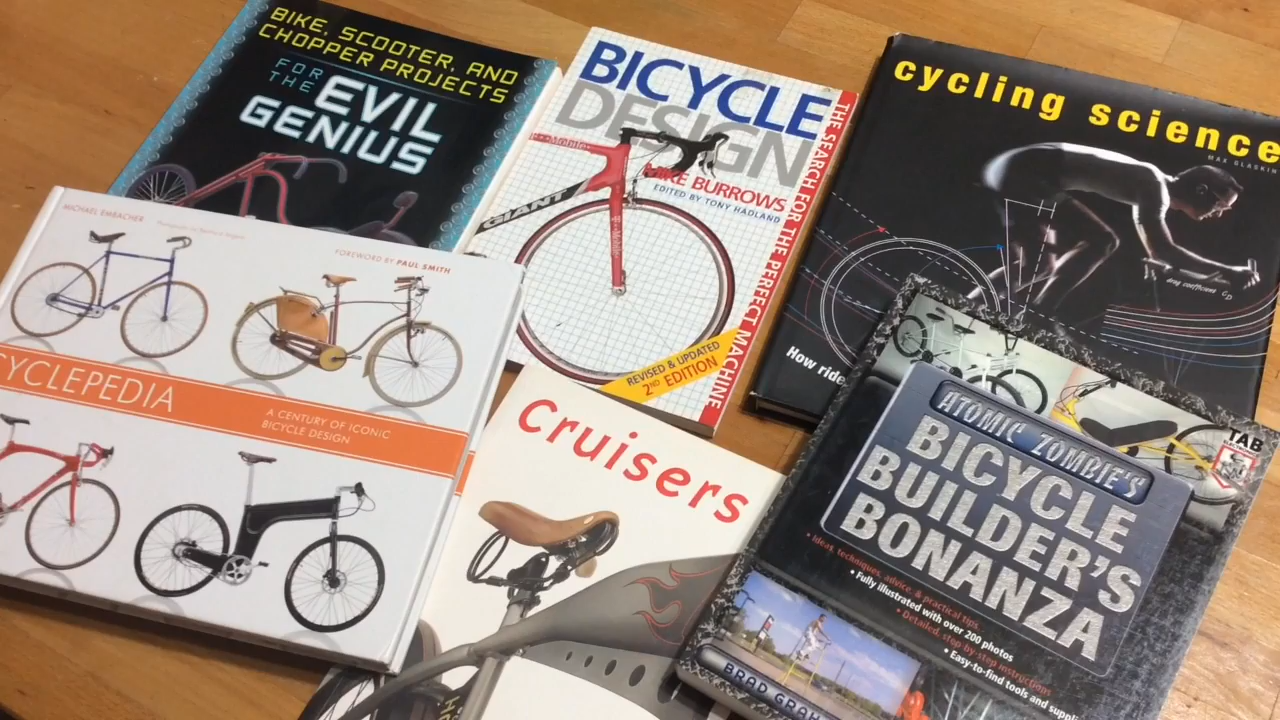 BIKE, SCOOTER, AND
CHOPPER PROJECTS
FOR
THE
EVIL
GENIUS
BICYCLE
DESIGN
MIKE BURROWS
EDITED BY TONY HADLAND
GIANT
T-Mobile
REVISED & UPDATED
2ND EDITION
THE SEARCH FOR THE PERFECT MACHINE
cycling science
MAX GLASKIN
drag coefficient CD
How ride
MICHAEL EMBACHER
FOREWORD BY PAUL SMITH
CYCLEPEDIA
A CENTURY OF ICONIC
BICYCLE DESIGN
Cruisers
TAB
ATOMIC ZOMBIE'S
BICYCLE
BUILDER'S
BONANZA
• Ideas, techniques, advice, & practical tips
• Fully illustrated with over 200 photos
• Detailed, step-by-step instructions
• Easy-to-find tools and suppli
BRAD GRAH